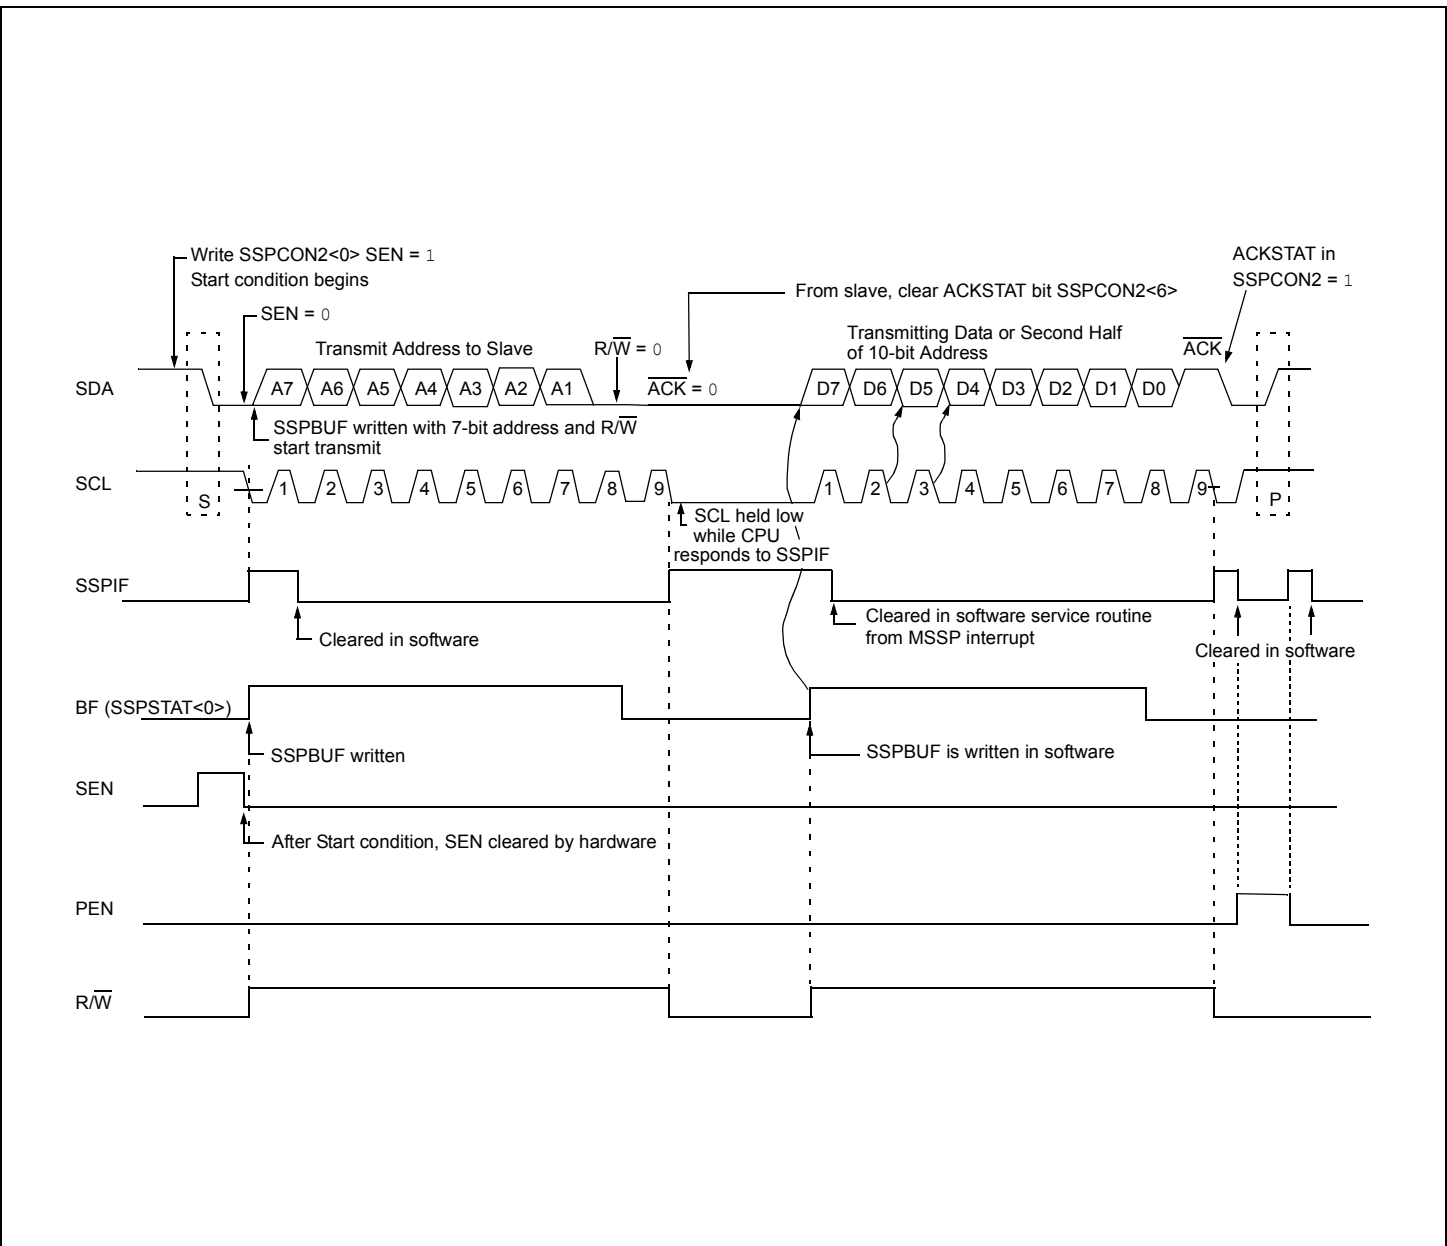 Write SSPCON2<0> SEN = 1
Start condition begins
ACKSTAT in
SSPCON2 = 1
From slave, clear ACKSTAT bit SSPCON2<6>
SEN = 0
Transmit Address to Slave
R/W = 0
Transmitting Data or Second Half
of 10-bit Address
ACK
SDA
A7 A6 A5 A4 A3 A2 A1
ACK = 0
D7 D6 D5 D4 D3 D2 D1 D0
SSPBUF written with 7-bit address and R/W
start transmit
SCL
S
1 2 3 4 5 6 7 8 9
1 2 3 4 5 6 7 8 9
P
SCL held low
while CPU
responds to SSPIF
SSPIF
Cleared in software
Cleared in software service routine
from MSSP interrupt
Cleared in software
BF (SSPSTAT<0>)
SSPBUF written
SSPBUF is written in software
SEN
After Start condition, SEN cleared by hardware
PEN
R/W